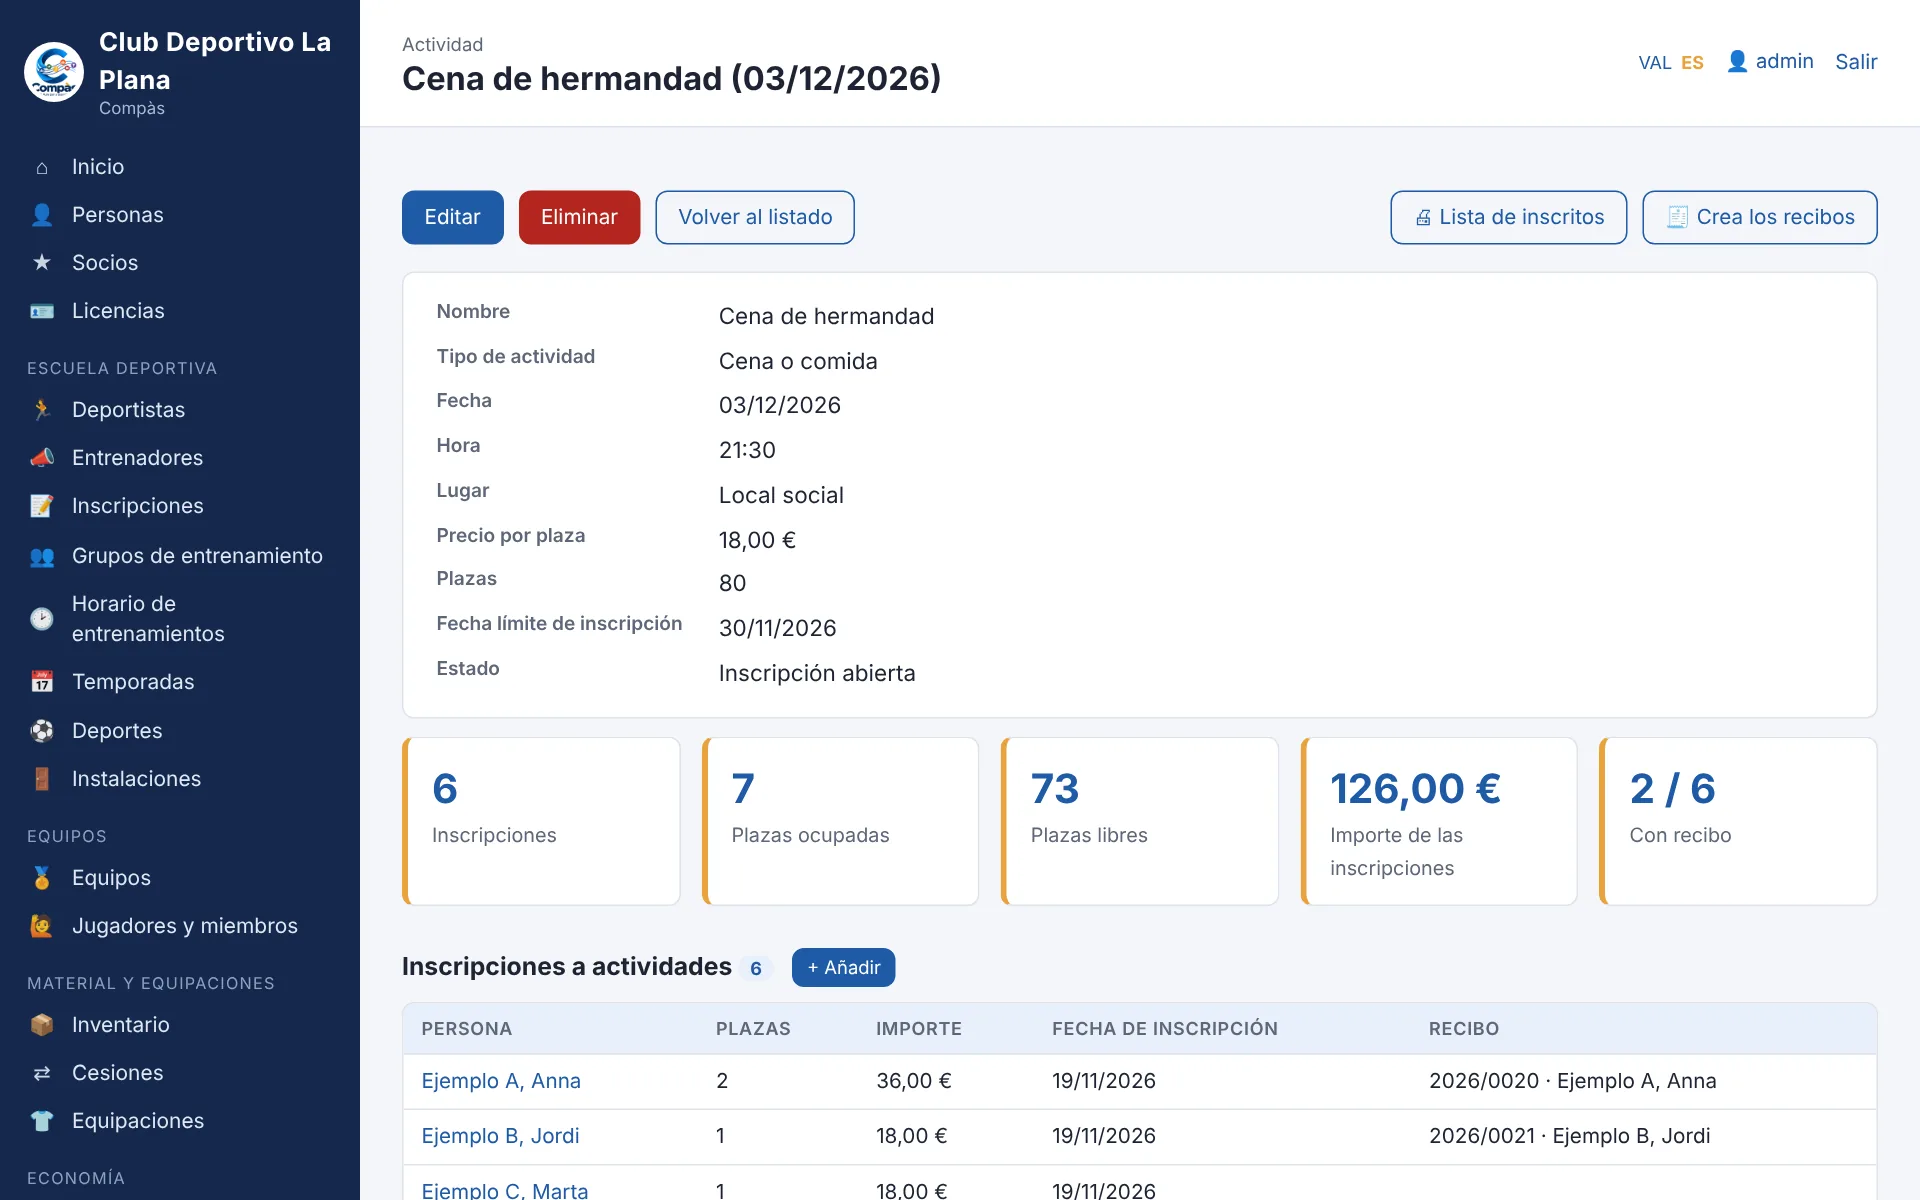 Club Deportivo La
Plana
Compàs
Inicio
Personas
Socios
Licencias
ESCUELA DEPORTIVA
Deportistas
Entrenadores
Inscripciones
Grupos de entrenamiento
Horario de
entrenamientos
Temporadas
Deportes
Instalaciones
EQUIPOS
Equipos
Jugadores y miembros
MATERIAL Y EQUIPACIONES
Inventario
Cesiones
Equipaciones
ECONOMÍA
Actividad
Cena de hermandad (03/12/2026)
VAL ES admin Salir
Editar Eliminar Volver al listado Lista de inscritos Crea los recibos
Nombre Cena de hermandad
Tipo de actividad Cena o comida
Fecha 03/12/2026
Hora 21:30
Lugar Local social
Precio por plaza 18,00 €
Plazas 80
Fecha límite de inscripción 30/11/2026
Estado Inscripción abierta
6
Inscripciones
7
Plazas ocupadas
73
Plazas libres
126,00 €
Importe de las
inscripciones
2 / 6
Con recibo
Inscripciones a actividades 6 + Añadir
PERSONA PLAZAS IMPORTE FECHA DE INSCRIPCIÓN RECIBO
Ejemplo A, Anna 2 36,00 € 19/11/2026 2026/0020 · Ejemplo A, Anna
Ejemplo B, Jordi 1 18,00 € 19/11/2026 2026/0021 · Ejemplo B, Jordi
Ejemplo C, Marta 1 18,00 € 19/11/2026